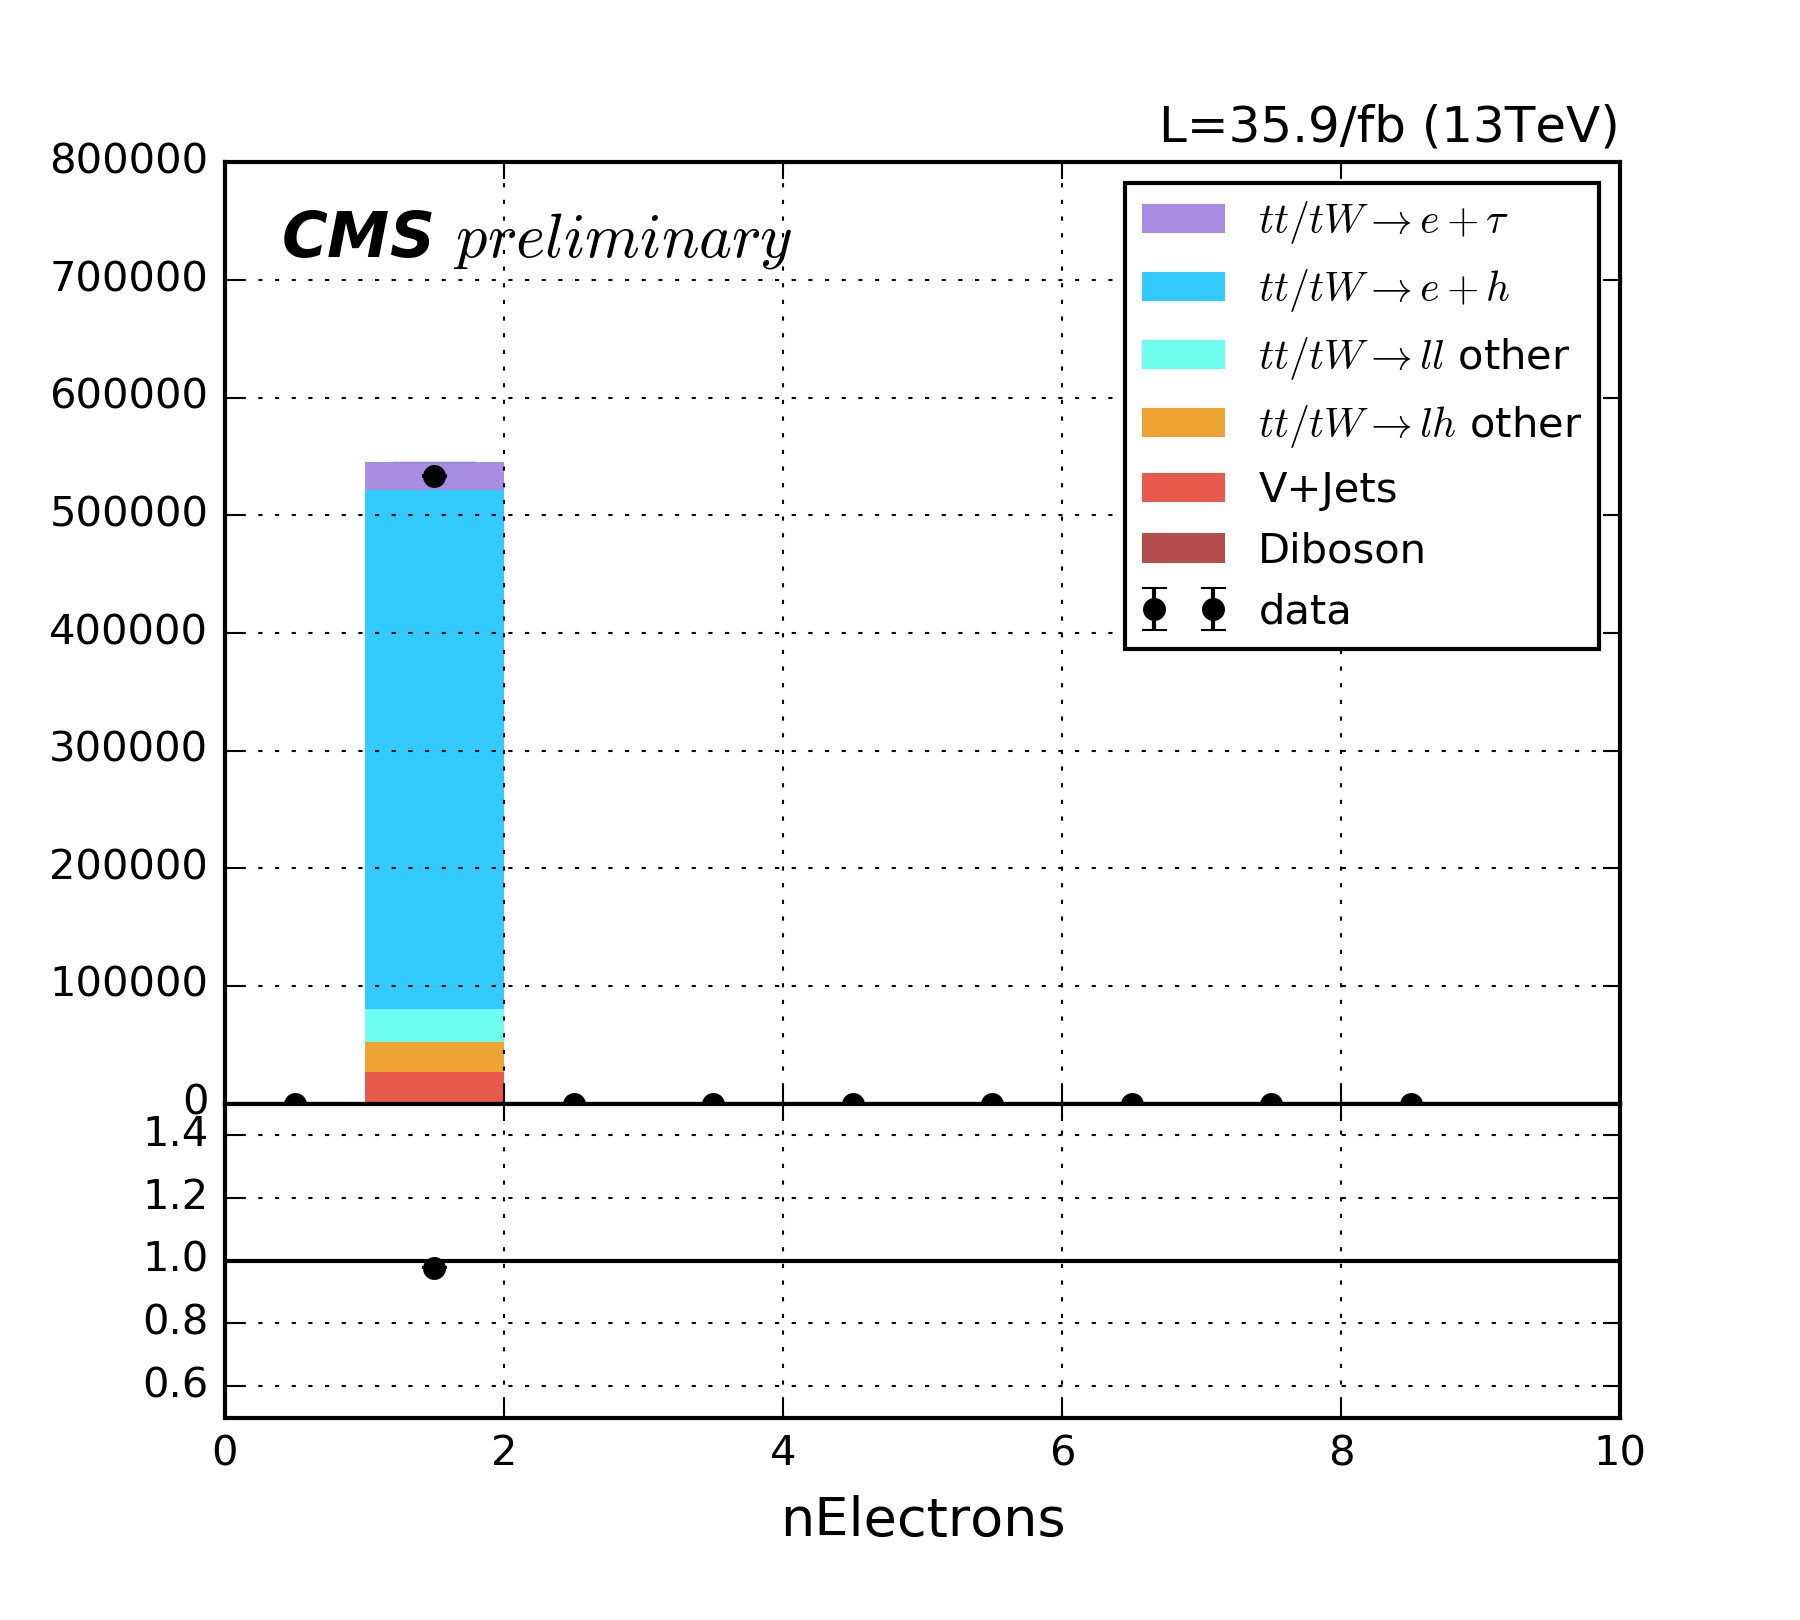 L=35.9/fb (13TeV)
CMS preliminary
800000
700000
600000
500000
400000
300000
200000
100000
0
tt/tW→e+τ
tt/tW→e+h
tt/tW→ll other
tt/tW→lh other
V+Jets
Diboson
data
1.4
1.2
1.0
0.8
0.6
0 2 4 6 8 10
nElectrons